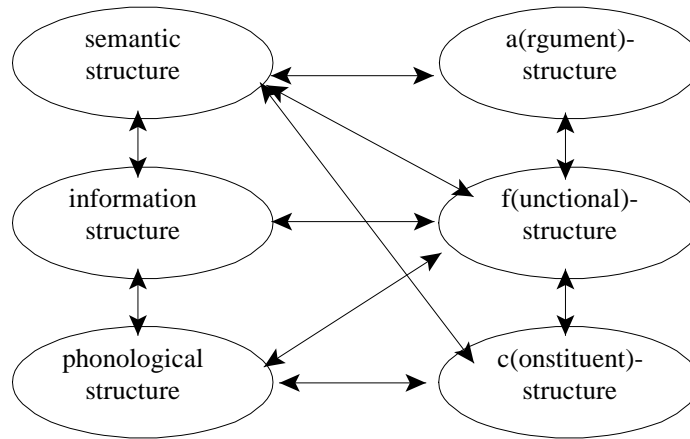 semantic
structure
a(rgument)-
structure
information
structure
f(unctional)-
structure
phonological
structure
c(onstituent)-
structure